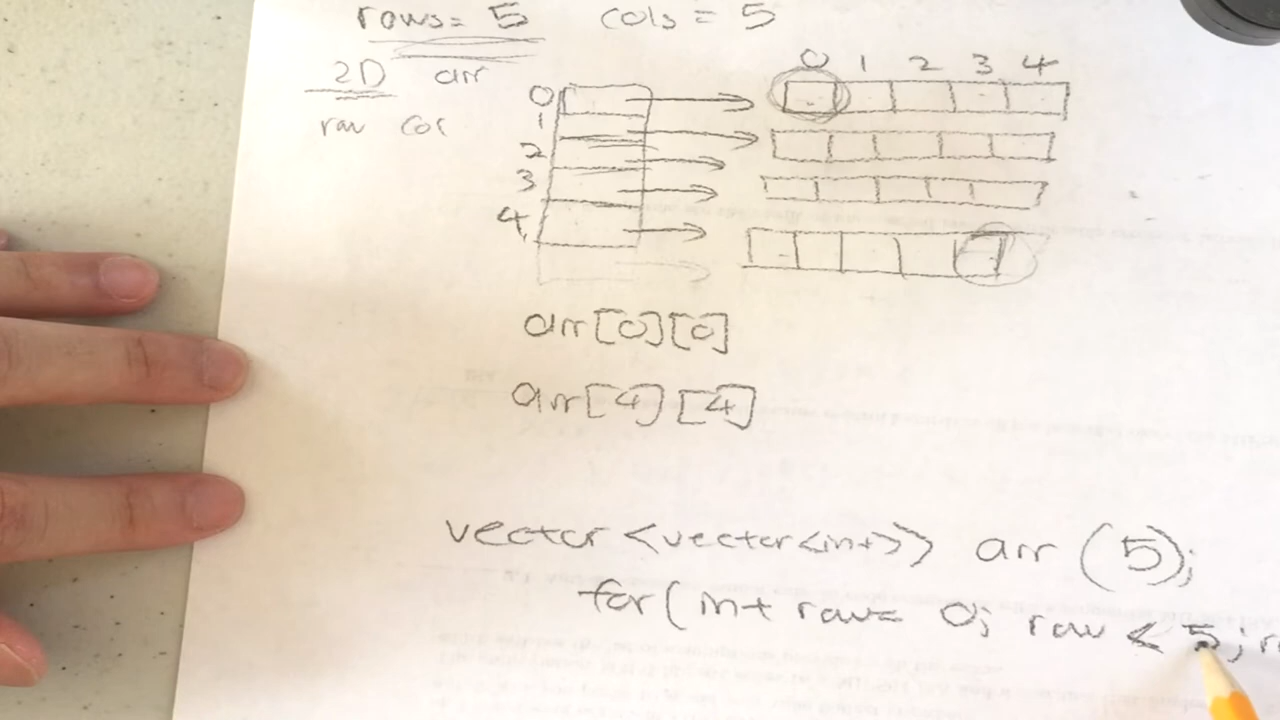 rows= 5 cols = 5
2D arr
row col
0 1 2 3 4
0
1
2
3
4
arr[0][0]
arr[4][4]
vector <vector<int>> arr (5);
for( int row= 0; row < 5; r